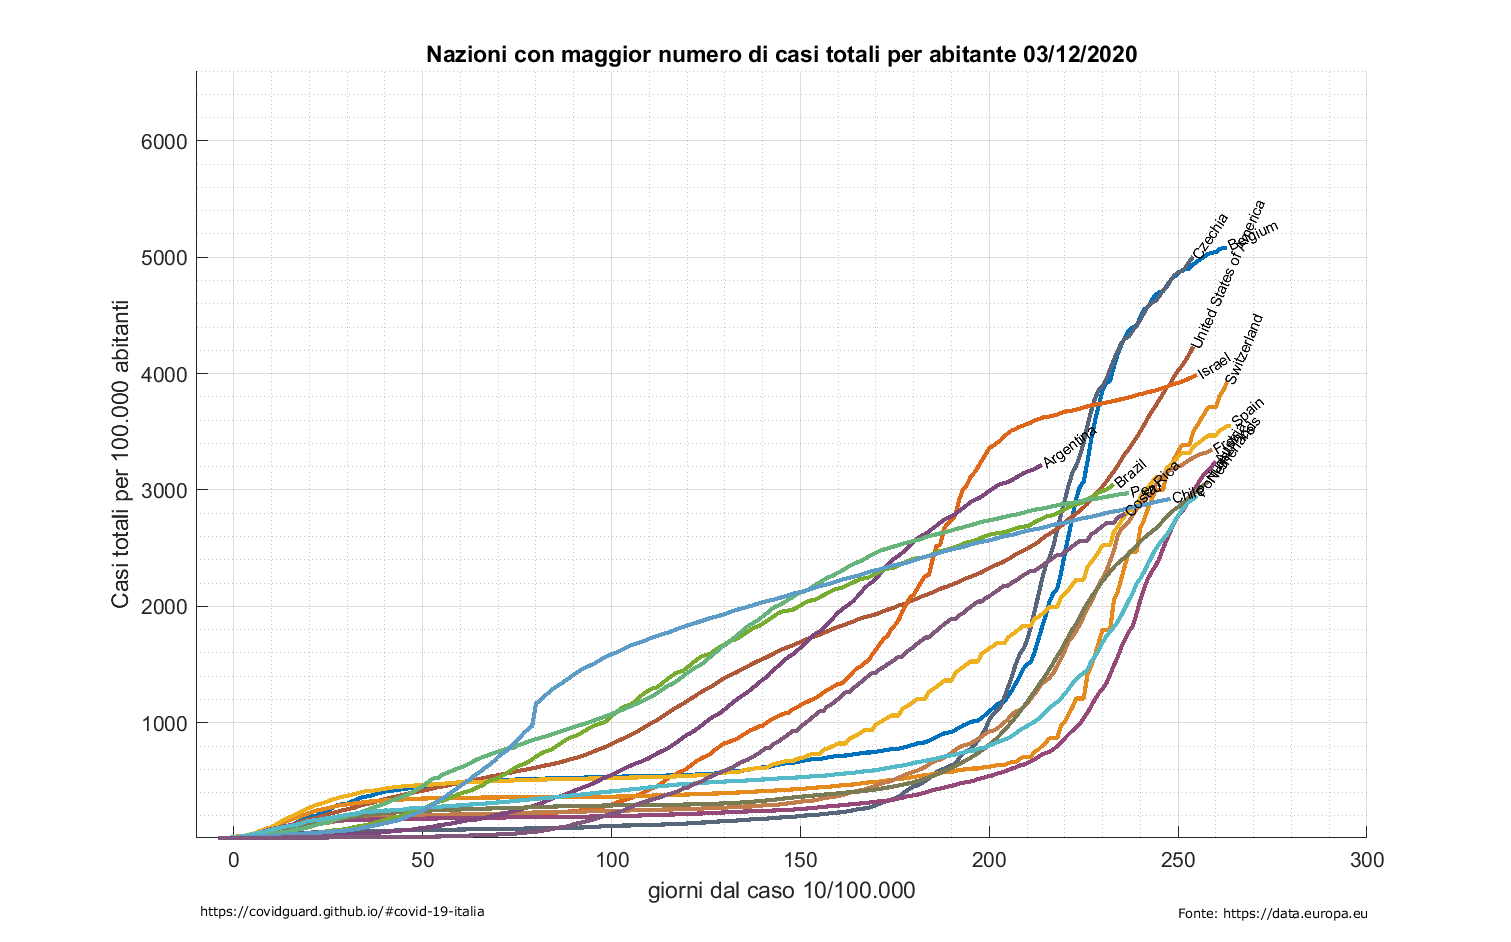 Nazioni con maggior numero di casi totali per abitante 03/12/2020
Casi totali per 100.000 abitanti
6000
5000
4000
3000
2000
1000
Czechia
Belgium
United States of America
Israel
Switzerland
Argentina
Spain
Brazil
Peru
Costa Rica
Chile
0
50
100
150
200
250
300
giorni dal caso 10/100.000
https://covidguard.github.io/#covid-19-italia
Fonte: https://data.europa.eu